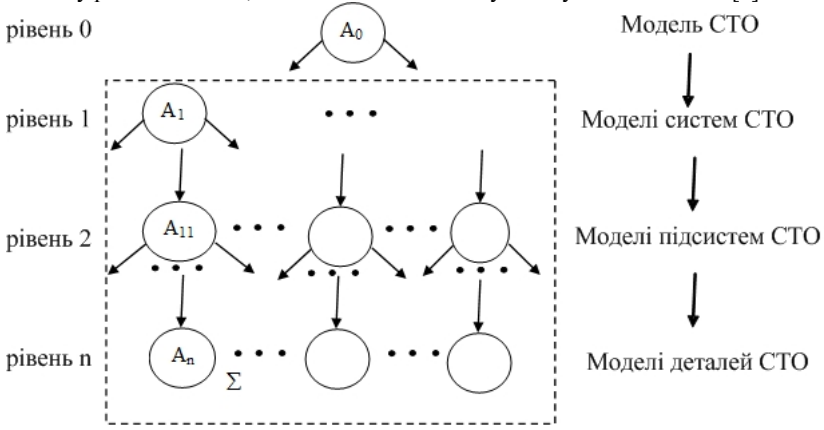 рівень 0
A0
Модель СТО
рівень 1
A1
Моделі систем СТО
рівень 2
A11
Моделі підсистем СТО
рівень n
An
Σ
Моделі деталей СТО